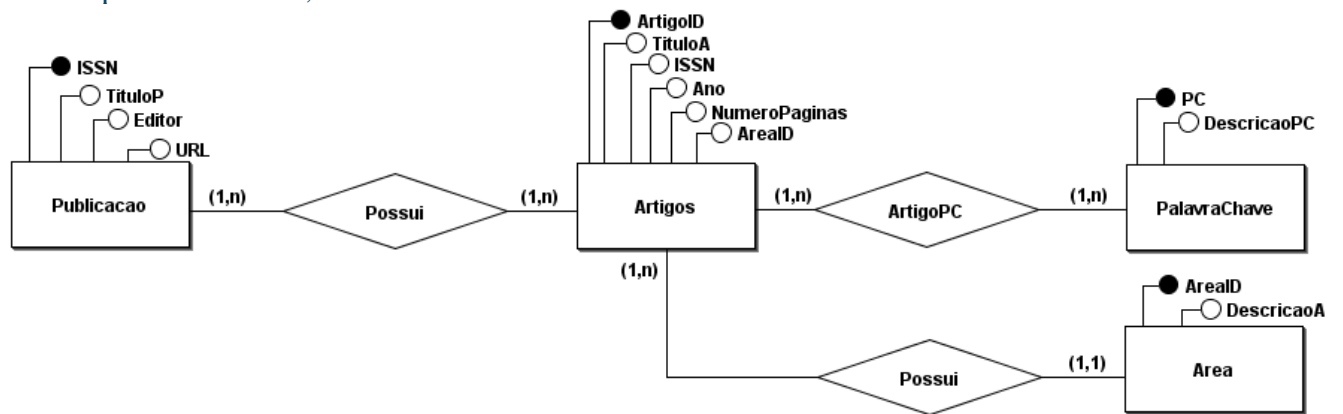 ArtigoID
TituloA
ISSN
Ano
NumeroPaginas
AreaID
ISSN
TituloP
Editor
URL
PC
DescricaoPC
Publicacao
(1,n)
Possui
(1,n)
Artigos
(1,n)
ArtigoPC
(1,n)
PalavraChave
(1,n)
AreaID
DescricaoA
Possui
(1,1)
Area